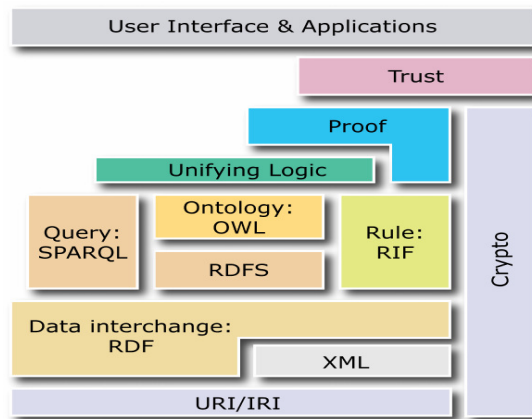 User Interface & Applications
Trust
Proof
Unifying Logic
Query:
SPARQL
Ontology:
OWL
Rule:
RIF
RDFS
Crypto
Data interchange:
RDF
XML
URI/IRI